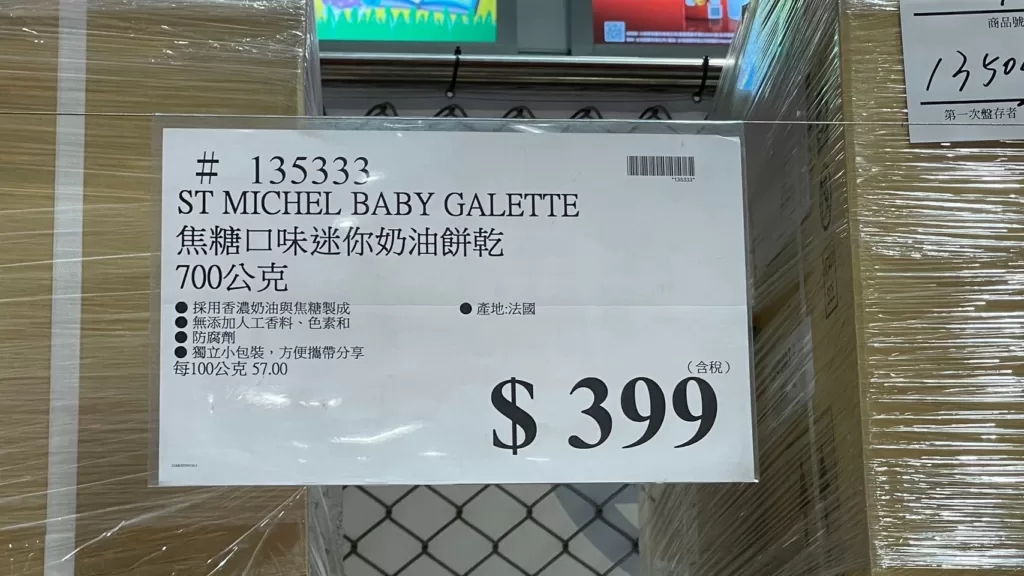 商品號
第一次盤存者
# 135333
*135333*
ST MICHEL BABY GALETTE
焦糖口味迷你奶油餅乾
700公克
● 採用香濃奶油與焦糖製成
● 產地:法國
● 無添加人工香料、色素和
● 防腐劑
● 獨立小包裝，方便攜帶分享
每100公克 57.00
（含稅）
$ 399